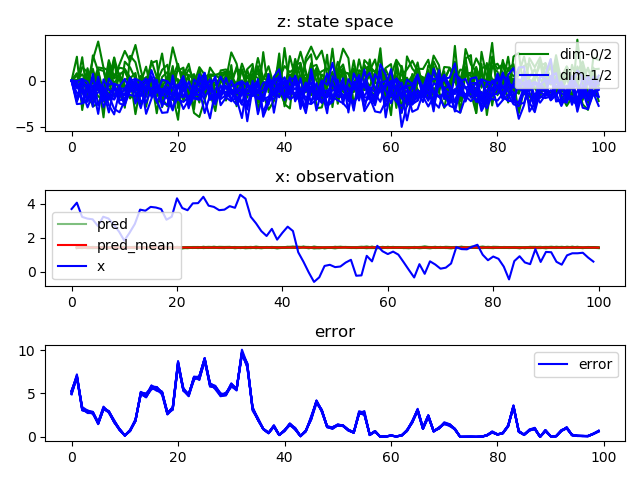 z: state space
0
−5
dim-0/2
dim-1/2
0 20 40 60 80 100
x: observation
4
2
0
pred
pred_mean
x
0 20 40 60 80 100
error
10
5
0
error
0 20 40 60 80 100